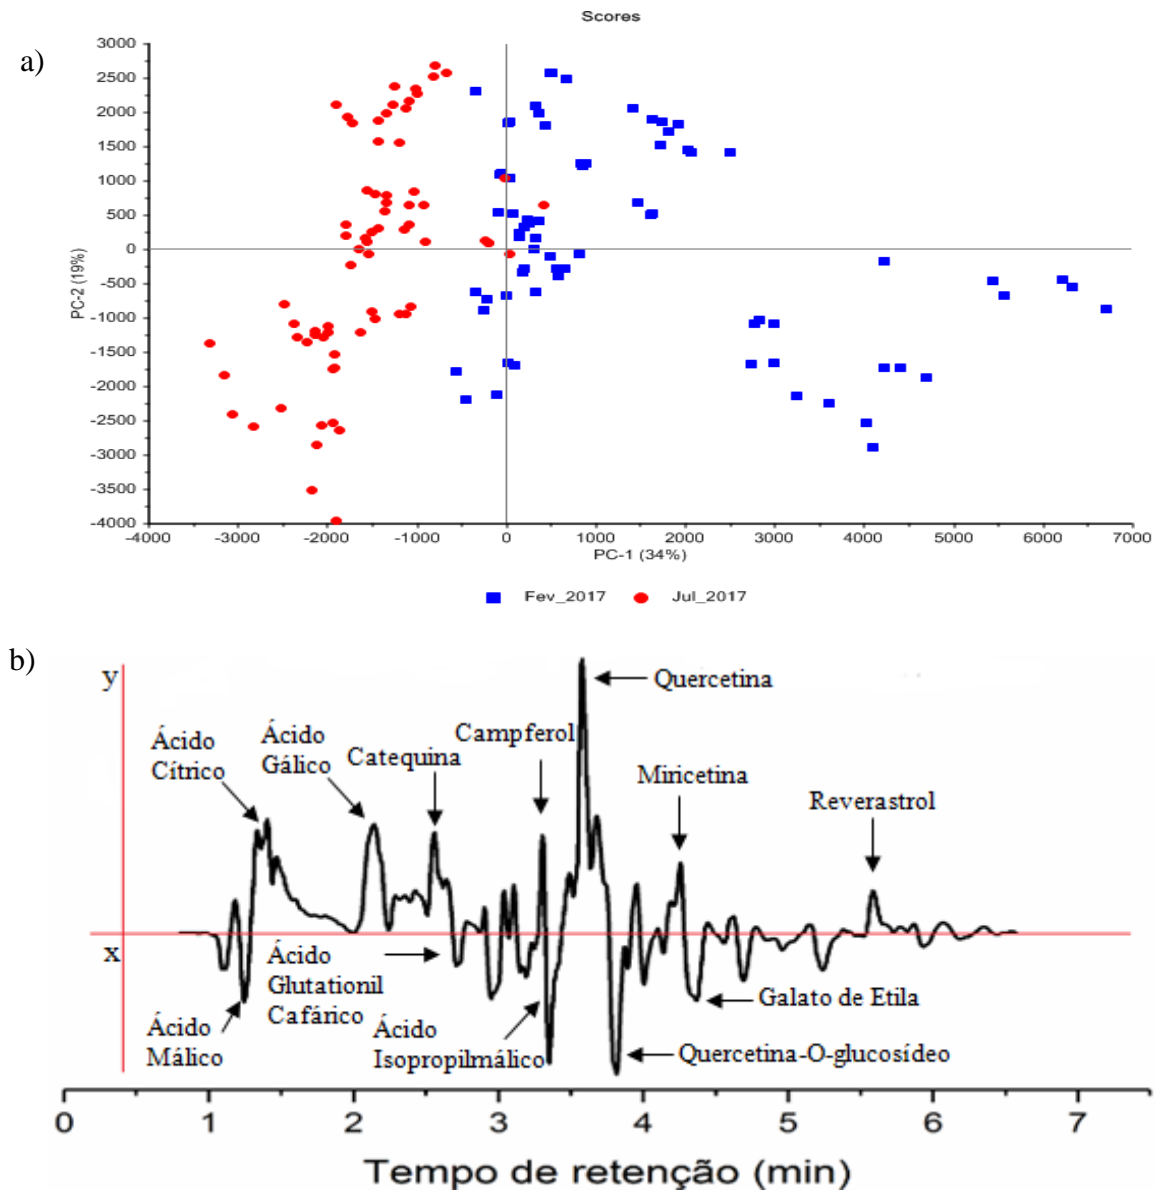 Scores
a)
3000
2500
2000
1500
1000
500
0
-500
-1000
-1500
-2000
-2500
-3000
-3500
-4000
PC-2 (19%)
-4000 -3000 -2000 -1000 0 1000 2000 3000 4000 5000 6000 7000
PC-1 (34%)
Fev_2017 Jul_2017
b)
y
x
Ácido
Cítrico
Ácido
Gálico
Catequina
Campferol
Quercetina
Miricetina
Reverastrol
Ácido
Málico
Ácido
Glutationil
Cafárico
Ácido
Isopropilmálico
Galato de Etila
Quercetina-O-glucosídeo
0 1 2 3 4 5 6 7
Tempo de retenção (min)